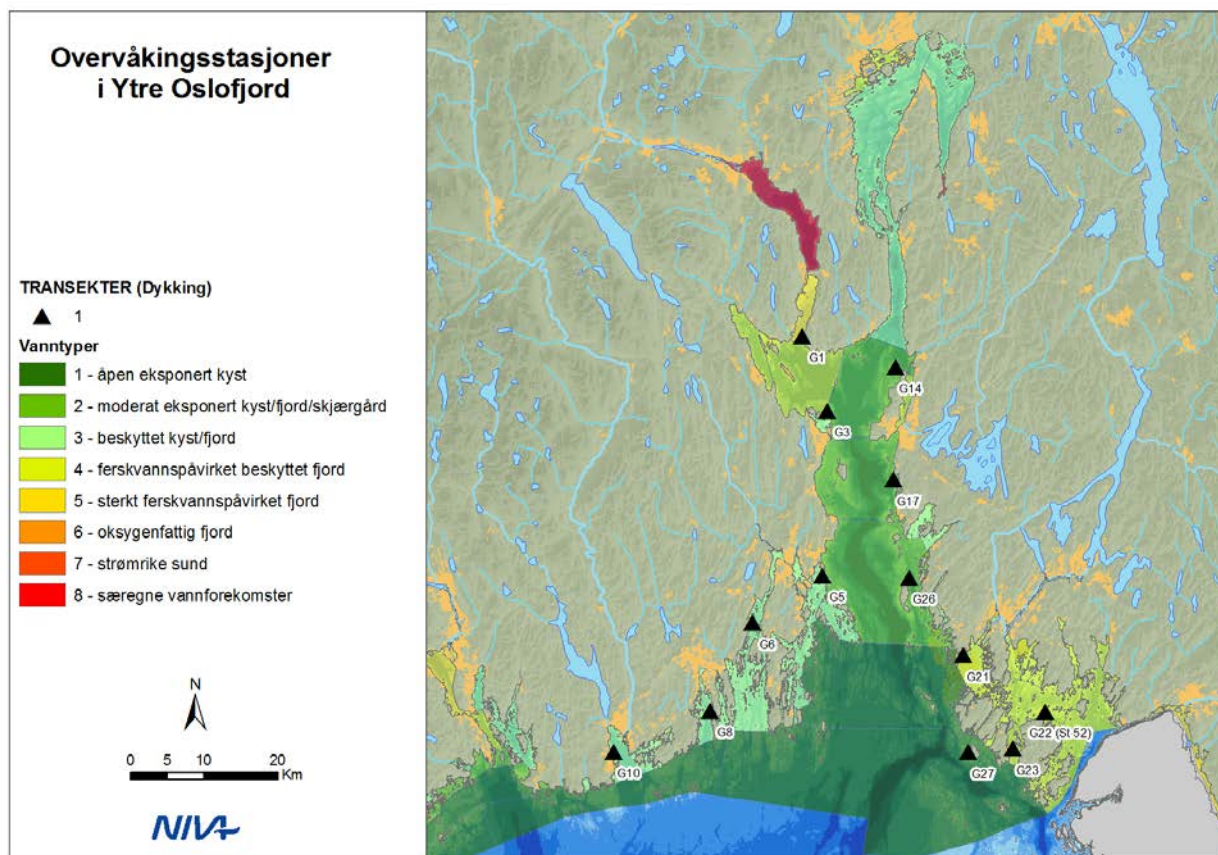 Overvåkingsstasjoner
i Ytre Oslofjord
TRANSEKTER (Dykking)
1
Vanntyper
1 - åpen eksponert kyst
2 - moderat eksponert kyst/fjord/skjærgård
3 - beskyttet kyst/fjord
4 - ferskvannspåvirket beskyttet fjord
5 - sterkt ferskvannspåvirket fjord
6 - oksygenfattig fjord
7 - strømrike sund
8 - særegne vannforekomster
N
0 5 10 20
Km
NIVA
G1
G14
G3
G17
G5
G26
G6
G21
G8
G22 (St 52)
G10
G27
G23